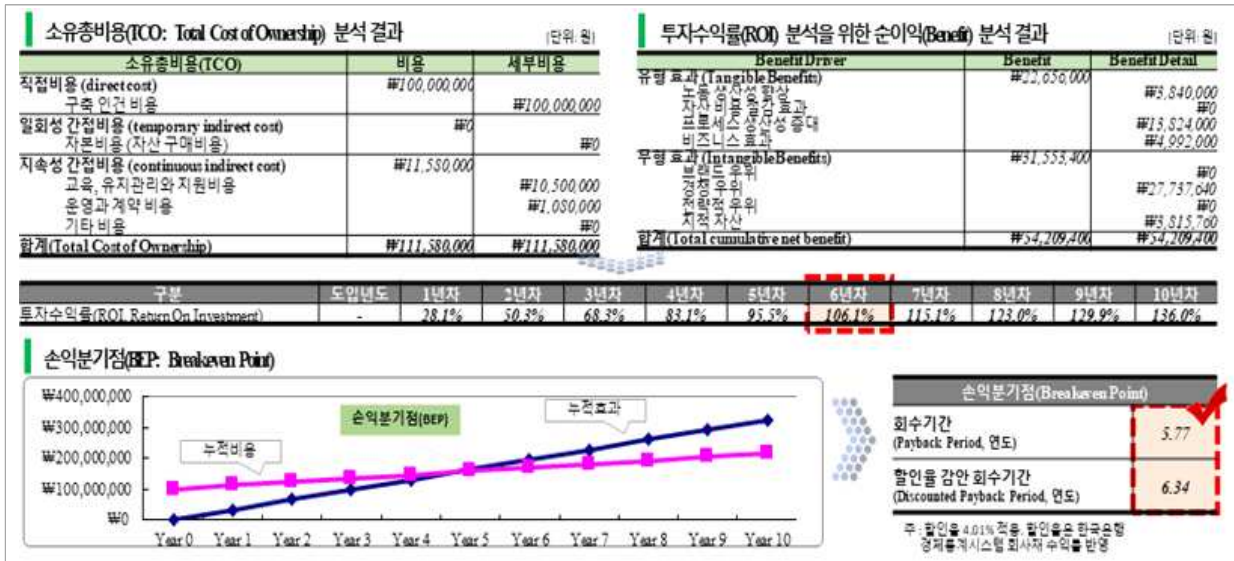 소유총비용(TCO: Total Cost of Ownership) 분석 결과
[단위: 원]
소유총비용(TCO) 비용 세부비용
직접비용 (direct cost) ₩100,000,000
구축 인건 비용 ₩100,000,000
일회성 간접비용 (temporary indirect cost) ₩0
자본비용 (자산 구매비용) ₩0
지속성 간접비용 (continuous indirect cost) ₩11,580,000
교육, 유지관리와 지원비용 ₩10,500,000
운영과 계약 비용 ₩1,080,000
기타 비용 ₩0
합계(Total Cost of Ownership) ₩111,580,000 ₩111,580,000
투자수익률(ROI) 분석을 위한 순이익(Benefit) 분석 결과
[단위: 원]
Benefit Driver Benefit Benefit Detail
유형 효과 (Tangible Benefits) ₩22,656,000
노동 생산성 향상 ₩3,840,000
자산 비용 절감 효과 ₩0
프로세스 생산성 증대 ₩13,824,000
비즈니스 효과 ₩4,992,000
무형 효과 (Intangible Benefits) ₩31,553,400
브랜드 우위 ₩0
경쟁 우위 ₩27,737,640
전략적 우위 ₩0
지적 자산 ₩3,815,760
합계(Total cumulative net benefit) ₩54,209,400 ₩54,209,400
구분 도입년도 1년차 2년차 3년차 4년차 5년차 6년차 7년차 8년차 9년차 10년차
투자수익률(ROI, Return On Investment) - 28.1% 50.3% 68.3% 83.1% 95.5% 106.1% 115.1% 123.0% 129.9% 136.0%
손익분기점(BEP: Breakeven Point)
₩400,000,000
₩300,000,000
₩200,000,000
₩100,000,000
₩0
누적비용
손익분기점(BEP)
누적효과
Year 0 Year 1 Year 2 Year 3 Year 4 Year 5 Year 6 Year 7 Year 8 Year 9 Year 10
손익분기점(Breakeven Point)
회수기간
(Payback Period, 연도)
5.77
할인율 감안 회수기간
(Discounted Payback Period, 연도)
6.34
주 : 할인율 4.01% 적용. 할인율은 한국은행
경제통계시스템 회사채 수익률 반영